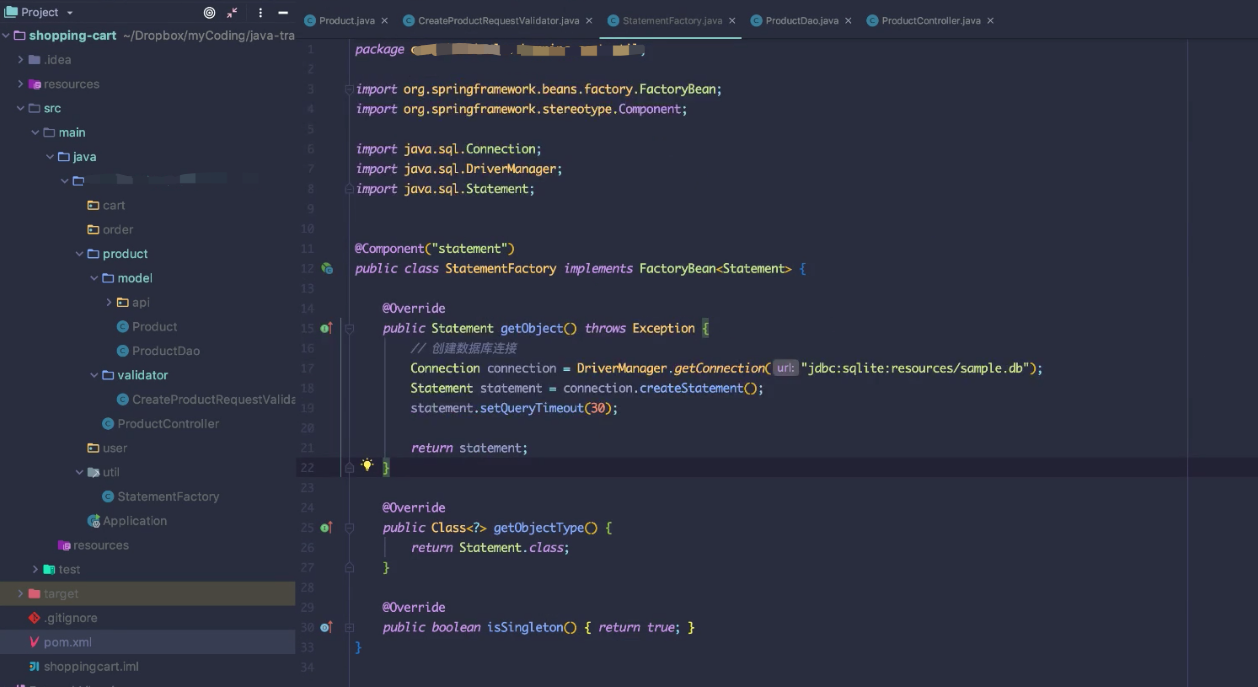 Project
Product.java
CreateProductRequestValidator.java
StatementFactory.java
ProductDeo.java
ProductController.java
shopping-cart ~/Dropbox/myCoding/java-tra
.idea
resources
src
main
java
cart
order
product
model
api
Product
ProductDao
validator
CreateProductRequestValida
ProductController
user
util
StatementFactory
Application
resources
test
target
.gitignore
pom.xml
shoppingcart.iml
1 package
2
3 import org.springframework.beans.factory.FactoryBean;
4 import org.springframework.stereotype.Component;
5
6 import java.sql.Connection;
7 import java.sql.DriverManager;
8 import java.sql.Statement;
9
10
11 @Component("statement")
12 public class StatementFactory implements FactoryBean<Statement> {
13
14 @Override
15 public Statement getObject() throws Exception {
16 // 创建数据库连接
17 Connection connection = DriverManager.getConnection( url: "jdbc:sqlite:resources/sample.db");
18 Statement statement = connection.createStatement();
19 statement.setQueryTimeout(30);
20
21 return statement;
22 }
23
24 @Override
25 public Class<?> getObjectType() {
26 return Statement.class;
27 }
28
29 @Override
30 public boolean isSingleton() { return true; }
33 }
34